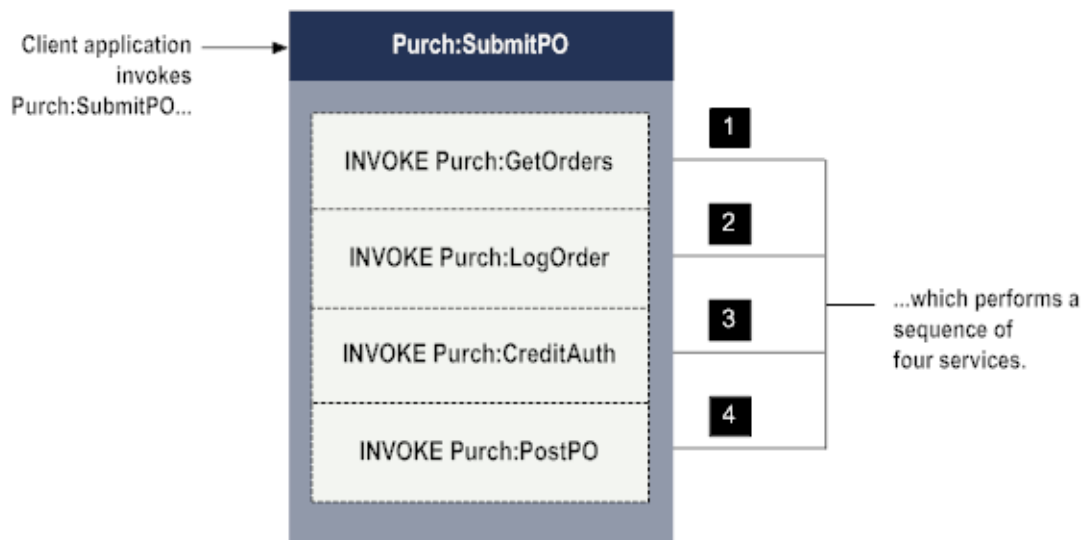 Client application
invokes
Purch:SubmitPO...
Purch:SubmitPO
INVOKE Purch:GetOrders
1
INVOKE Purch:LogOrder
2
INVOKE Purch:CreditAuth
3
INVOKE Purch:PostPO
4
...which performs a
sequence of
four services.